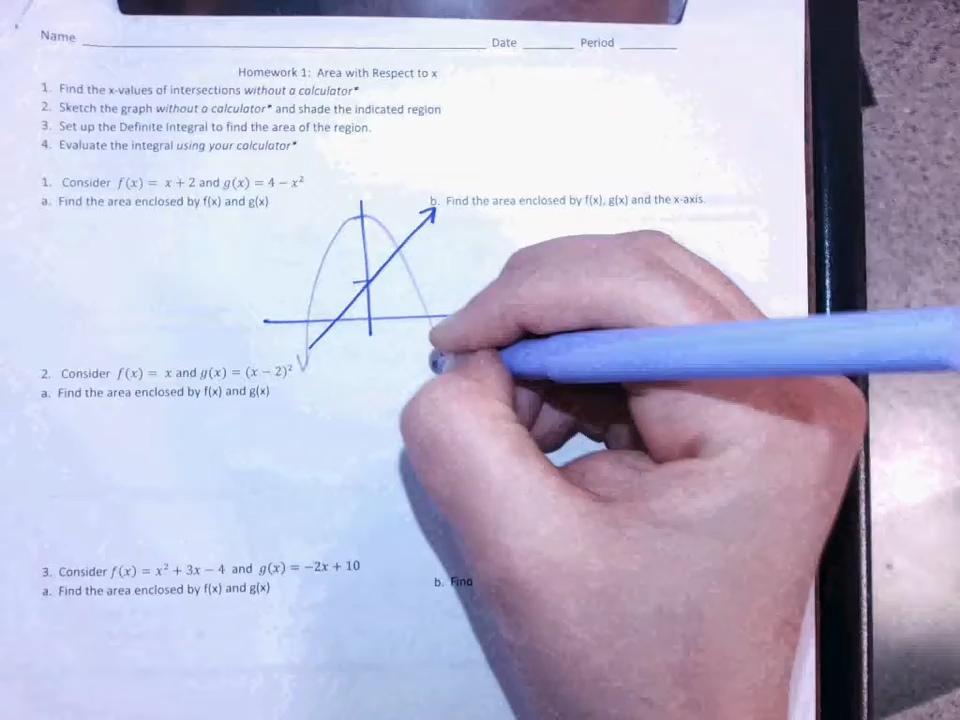 Name ____ Date ____ Period ____
Homework 1: Area with Respect to x
1. Find the x-values of intersections without a calculator*
2. Sketch the graph without a calculator* and shade the indicated region
3. Set up the Definite Integral to find the area of the region.
4. Evaluate the integral using your calculator*
1. Consider f(x) = x + 2 and g(x) = 4 − x²
a. Find the area enclosed by f(x) and g(x)
b. Find the area enclosed by f(x), g(x) and the x-axis.
2. Consider f(x) = x and g(x) = (x − 2)²
a. Find the area enclosed by f(x) and g(x)
3. Consider f(x) = x² + 3x − 4 and g(x) = −2x + 10
a. Find the area enclosed by f(x) and g(x)
b. Find